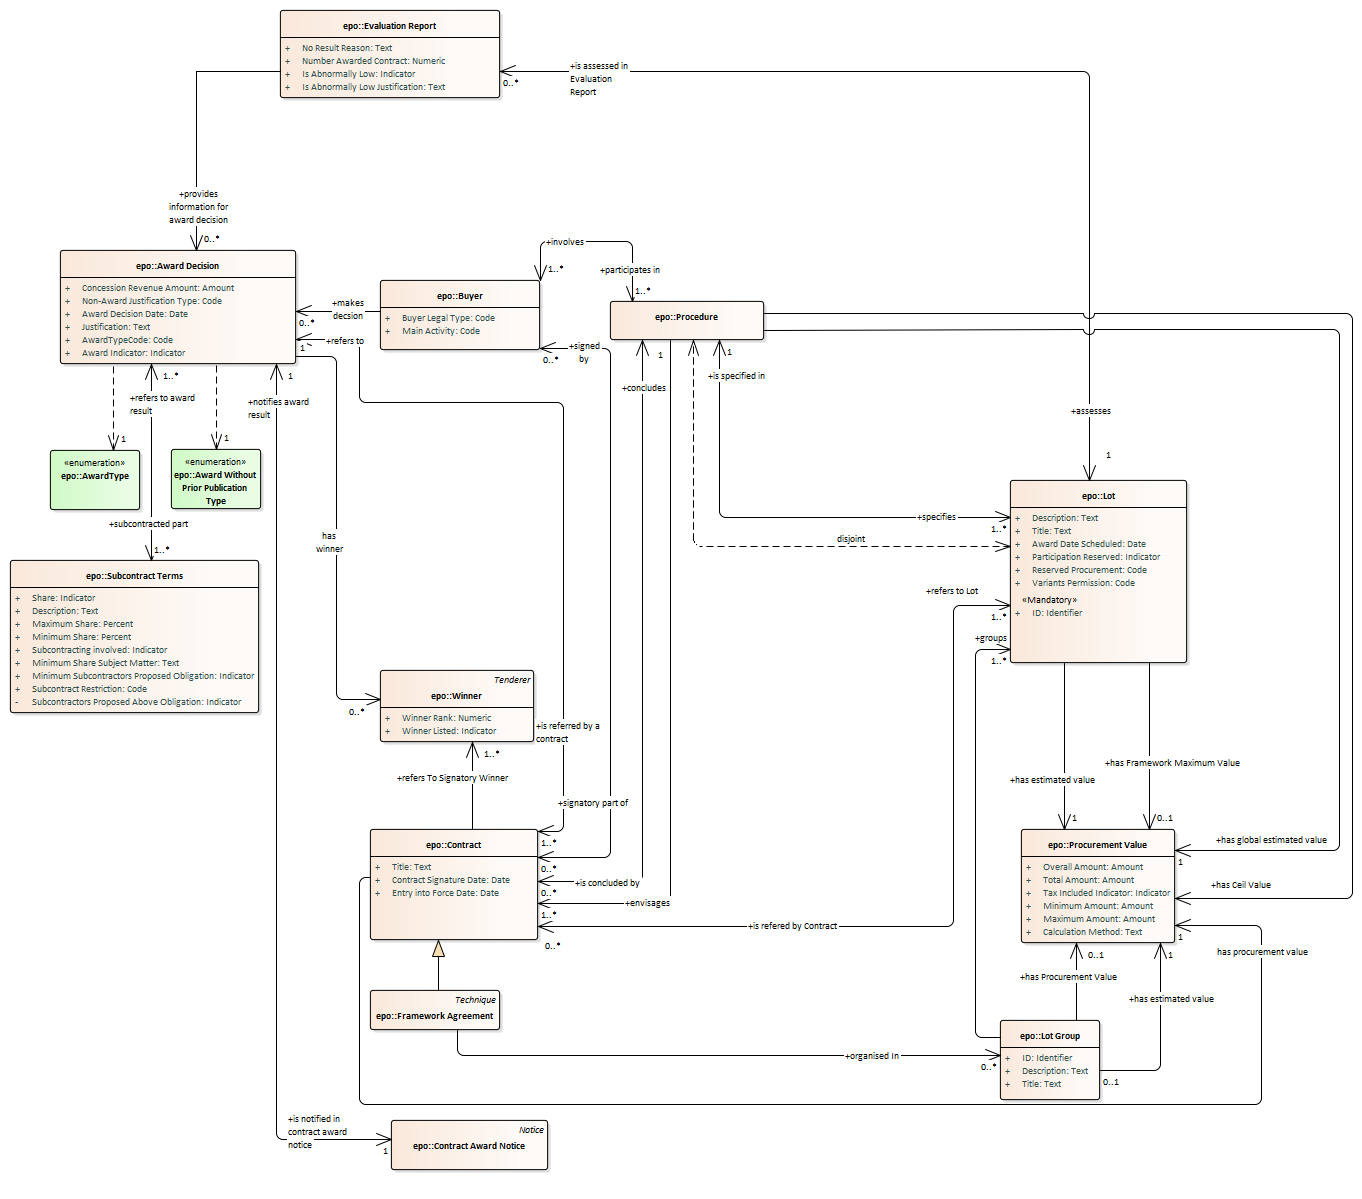 epo::Evaluation Report
+ No Result Reason: Text
+ Number Awarded Contract: Numeric
+ Is Abnormally Low: Indicator
+ Is Abnormally Low Justification: Text
+is assessed in
Evaluation
Report
0..*
+provides
information for
award decision
0..*
epo::Award Decision
+ Concession Revenue Amount: Amount
+ Non-Award Justification Type: Code
+ Award Decision Date: Date
+ Justification: Text
+ AwardTypeCode: Code
+ Award Indicator: Indicator
+makes
decsion
0..*
+refers to
1
epo::Buyer
+ Buyer Legal Type: Code
+ Main Activity: Code
+involves
1..*
+participates in
1..*
epo::Procedure
+signed
by
0..*
1
+concludes
1
+is specified in
+assesses
1
+refers to award
result
1..*
+notifies award
result
1
1
1
«enumeration»
epo::AwardType
«enumeration»
epo::Award Without
Prior Publication
Type
+subcontracted part
1..*
has
winner
0..*
epo::Subcontract Terms
+ Share: Indicator
+ Description: Text
+ Maximum Share: Percent
+ Minimum Share: Percent
+ Subcontracting involved: Indicator
+ Minimum Share Subject Matter: Text
+ Minimum Subcontractors Proposed Obligation: Indicator
+ Subcontract Restriction: Code
- Subcontractors Proposed Above Obligation: Indicator
epo::Lot
+ Description: Text
+ Title: Text
+ Award Date Scheduled: Date
+ Participation Reserved: Indicator
+ Reserved Procurement: Code
+ Variants Permission: Code
«Mandatory»
+ ID: Identifier
+specifies
1..*
disjoint
+refers to Lot
1..*
+groups
1..*
Tenderer
epo::Winner
+ Winner Rank: Numeric
+ Winner Listed: Indicator
+is referred by a
contract
1..*
+refers To Signatory Winner
+signatory part of
1..*
0..*
+is concluded by
0..*
+envisages
1..*
+is refered by Contract
0..*
epo::Contract
+ Title: Text
+ Contract Signature Date: Date
+ Entry into Force Date: Date
+has estimated value
1
+has Framework Maximum Value
0..1
epo::Procurement Value
+ Overall Amount: Amount
+ Total Amount: Amount
+ Tax Included Indicator: Indicator
+ Minimum Amount: Amount
+ Maximum Amount: Amount
+ Calculation Method: Text
+has global estimated value
1
+has Ceil Value
1
has procurement value
0..1
+has Procurement Value
1
+has estimated value
0..1
Technique
epo::Framework Agreement
+organised In
0..*
epo::Lot Group
+ ID: Identifier
+ Description: Text
+ Title: Text
+is notified in
contract award
notice
1
Notice
epo::Contract Award Notice